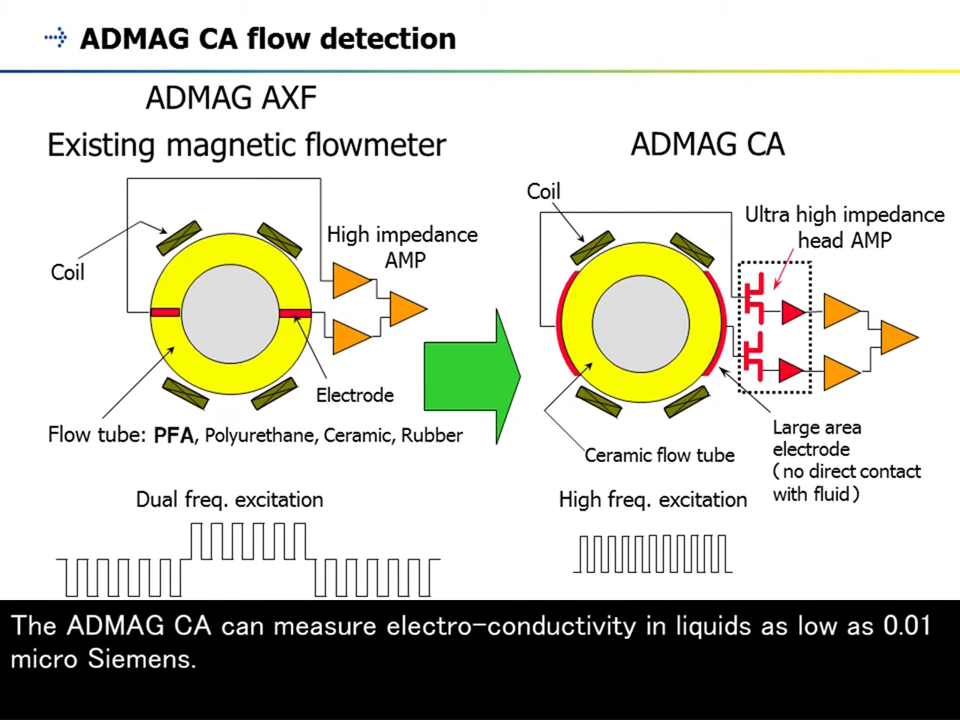 ADMAG CA flow detection
ADMAG AXF
Existing magnetic flowmeter
Coil
High impedance
AMP
Electrode
Flow tube: PFA, Polyurethane, Ceramic, Rubber
Dual freq. excitation
ADMAG CA
Coil
Ultra high impedance
head AMP
Ceramic flow tube
Large area
electrode
(no direct contact
with fluid)
High freq. excitation
The ADMAG CA can measure electro-conductivity in liquids as low as 0.01
micro Siemens.